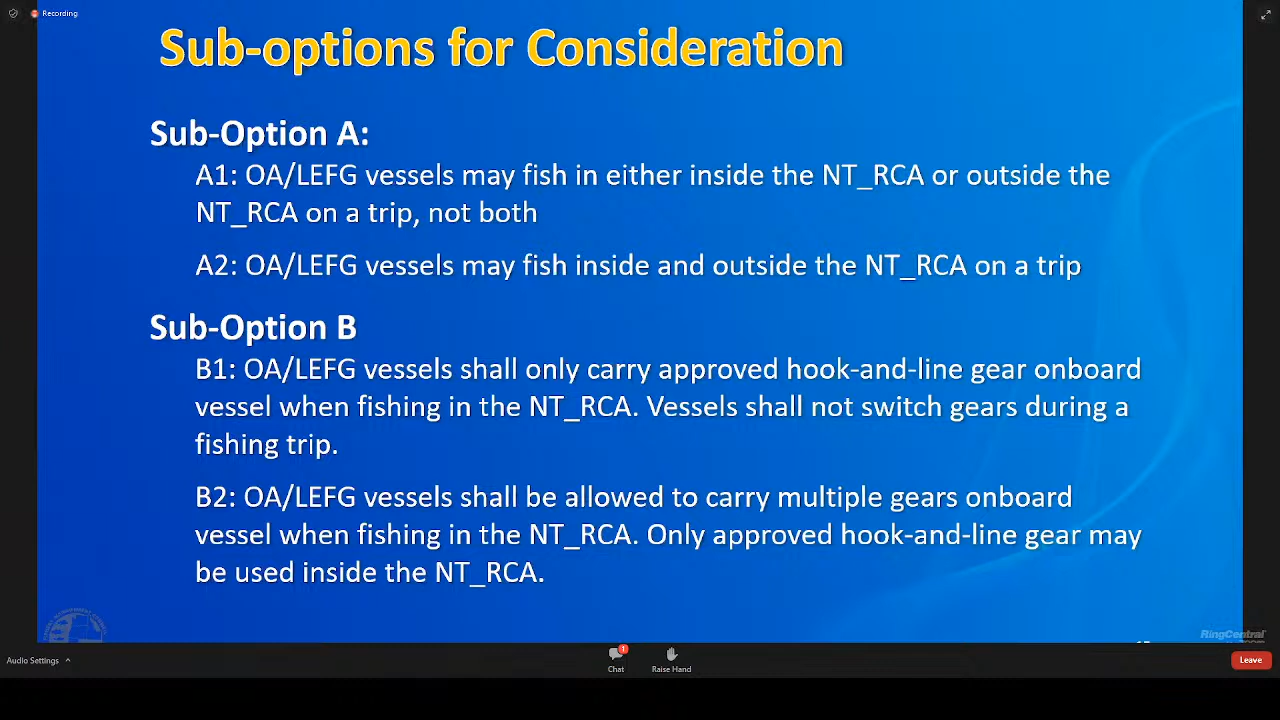 Recording
Sub-options for Consideration
Sub-Option A:
A1: OA/LEFG vessels may fish in either inside the NT_RCA or outside the
NT_RCA on a trip, not both
A2: OA/LEFG vessels may fish inside and outside the NT_RCA on a trip
Sub-Option B
B1: OA/LEFG vessels shall only carry approved hook-and-line gear onboard
vessel when fishing in the NT_RCA. Vessels shall not switch gears during a
fishing trip.
B2: OA/LEFG vessels shall be allowed to carry multiple gears onboard
vessel when fishing in the NT_RCA. Only approved hook-and-line gear may
be used inside the NT_RCA.
RingCentral
Audio Settings
1
Chat
Raise Hand
Leave